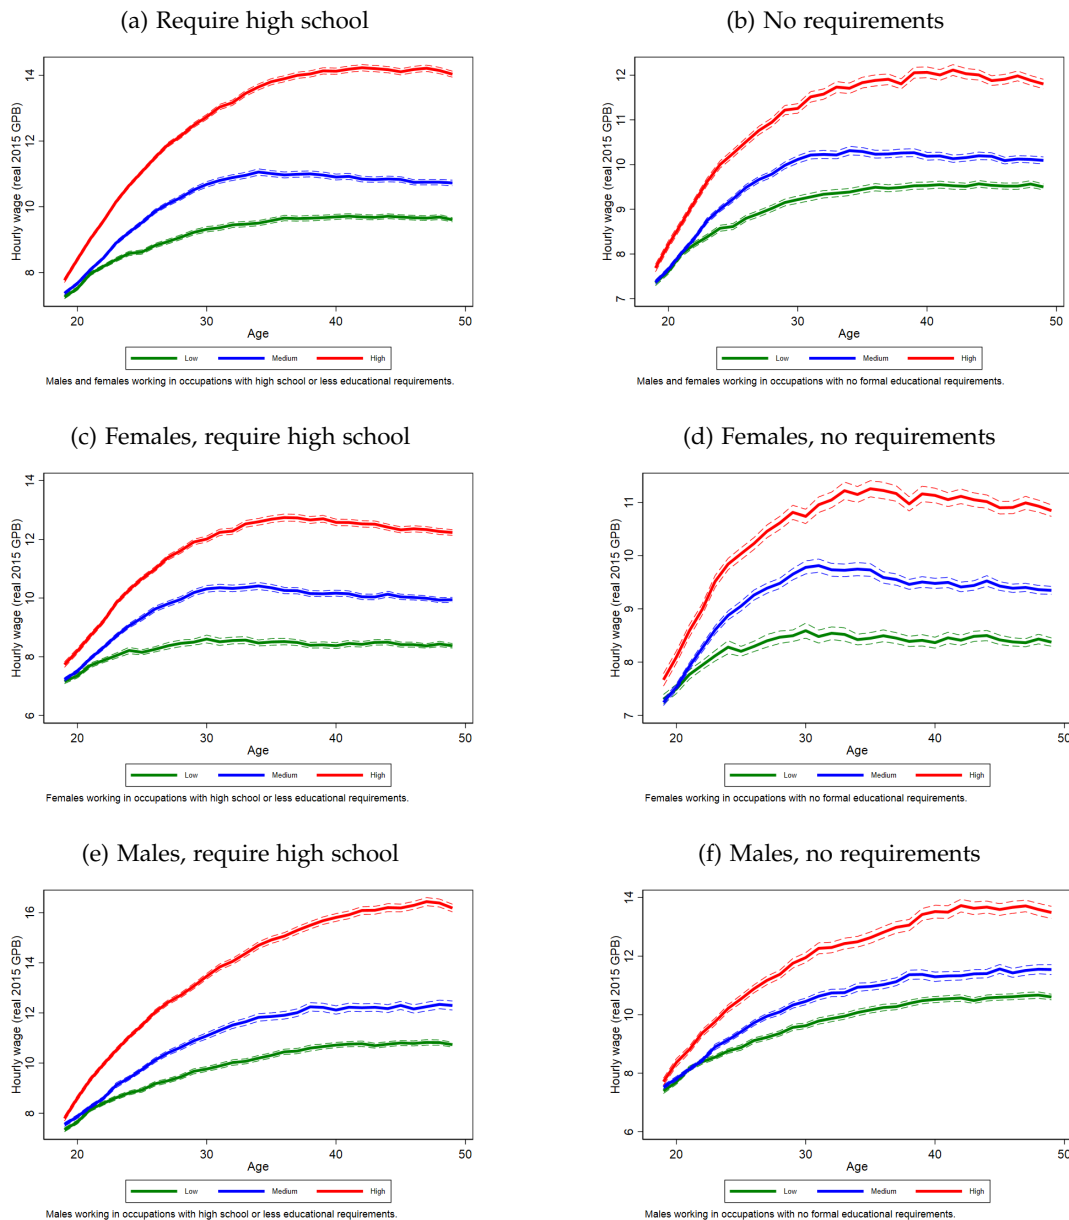 (a) Require high school
(b) No requirements
Hourly wage (real 2015 GPB)
14
12
10
8
20
30
40
50
Age
Low
Medium
High
Males and females working in occupations with high school or less educational requirements.
Hourly wage (real 2015 GPB)
12
11
10
9
8
7
20
30
40
50
Age
Low
Medium
High
Males and females working in occupations with no formal educational requirements.
(c) Females, require high school
(d) Females, no requirements
Hourly wage (real 2015 GPB)
14
12
10
8
6
20
30
40
50
Age
Low
Medium
High
Females working in occupations with high school or less educational requirements.
Hourly wage (real 2015 GPB)
11
10
9
8
7
20
30
40
50
Age
Low
Medium
High
Females working in occupations with no formal educational requirements.
(e) Males, require high school
(f) Males, no requirements
Hourly wage (real 2015 GPB)
16
14
12
10
8
20
30
40
50
Age
Low
Medium
High
Males working in occupations with high school or less educational requirements.
Hourly wage (real 2015 GPB)
14
12
10
8
6
20
30
40
50
Age
Low
Medium
High
Males working in occupations with no formal educational requirements.